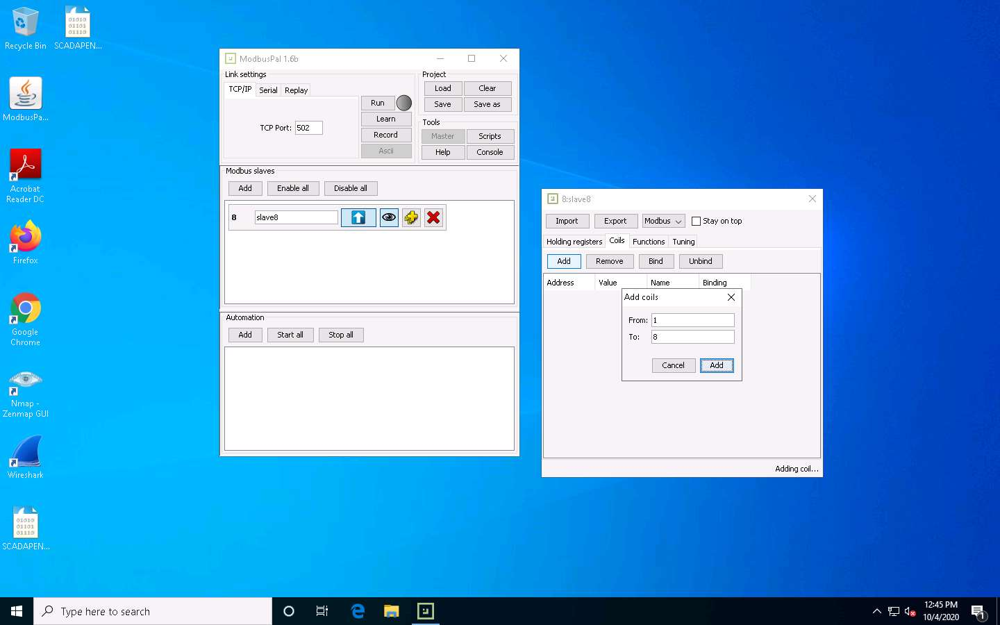 Recycle Bin
SCADAPEN...
ModbusPa...
Acrobat
Reader DC
Firefox
Google
Chrome
Nmap -
Zenmap GUI
Wireshark
SCADAPEN...
ModbusPal 1.6b
Link settings
TCP/IP Serial Replay
TCP Port: 502
Run
Learn
Record
Ascii
Project
Load Clear
Save Save as
Tools
Master Scripts
Help Console
Modbus slaves
Add Enable all Disable all
8 slave8
Automation
Add Start all Stop all
8:slave8
Import Export Modbus Stay on top
Holding registers Coils Functions Tuning
Add Remove Bind Unbind
Address Value Name Binding
Add coils
From: 1
To: 8
Cancel Add
Adding coil...
Type here to search
12:45 PM
10/4/2020
1